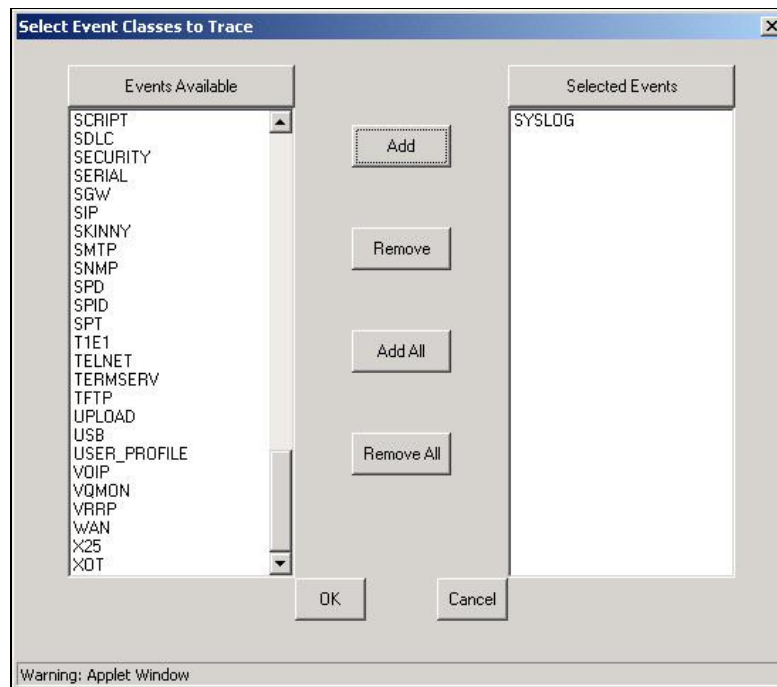 Select Event Classes to Trace
Events Available
SCRIPT
SDLC
SECURITY
SERIAL
SGW
SIP
SKINNY
SMTP
SNMP
SPD
SPID
SPT
T1E1
TELNET
TERMSERV
TFTP
UPLOAD
USB
USER_PROFILE
VOIP
VQMON
VRRP
WAN
X25
XOT
Add
Remove
Add All
Remove All
Selected Events
SYSLOG
OK
Cancel
Warning: Applet Window